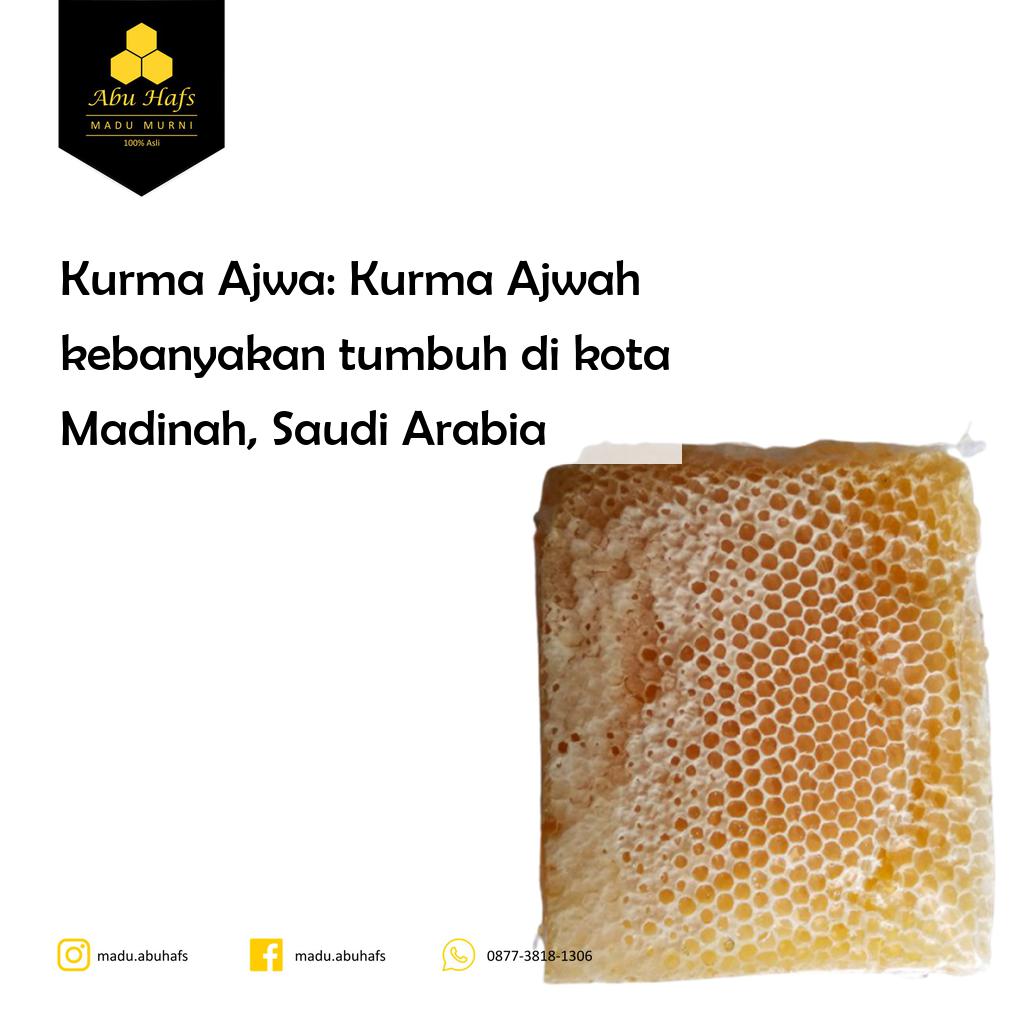 Abu Hafs
MADU MURNI
100% Asli
Kurma Ajwa: Kurma Ajwah
kebanyakan tumbuh di kota
Madinah, Saudi Arabia
madu.abuhafs
madu.abuhafs
0877-3818-1306